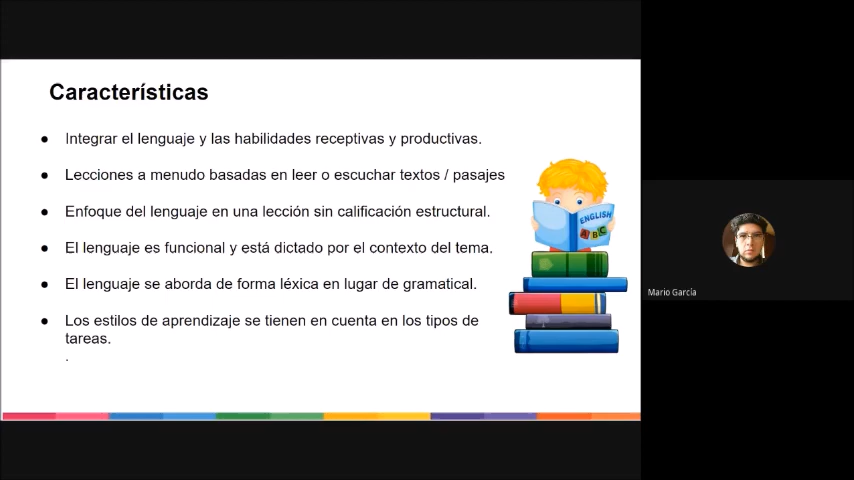 Características
● Integrar el lenguaje y las habilidades receptivas y productivas.
● Lecciones a menudo basadas en leer o escuchar textos / pasajes
● Enfoque del lenguaje en una lección sin calificación estructural.
● El lenguaje es funcional y está dictado por el contexto del tema.
● El lenguaje se aborda de forma léxica en lugar de gramatical.
● Los estilos de aprendizaje se tienen en cuenta en los tipos de
tareas.
.
ENGLISH
A B C
Mario García